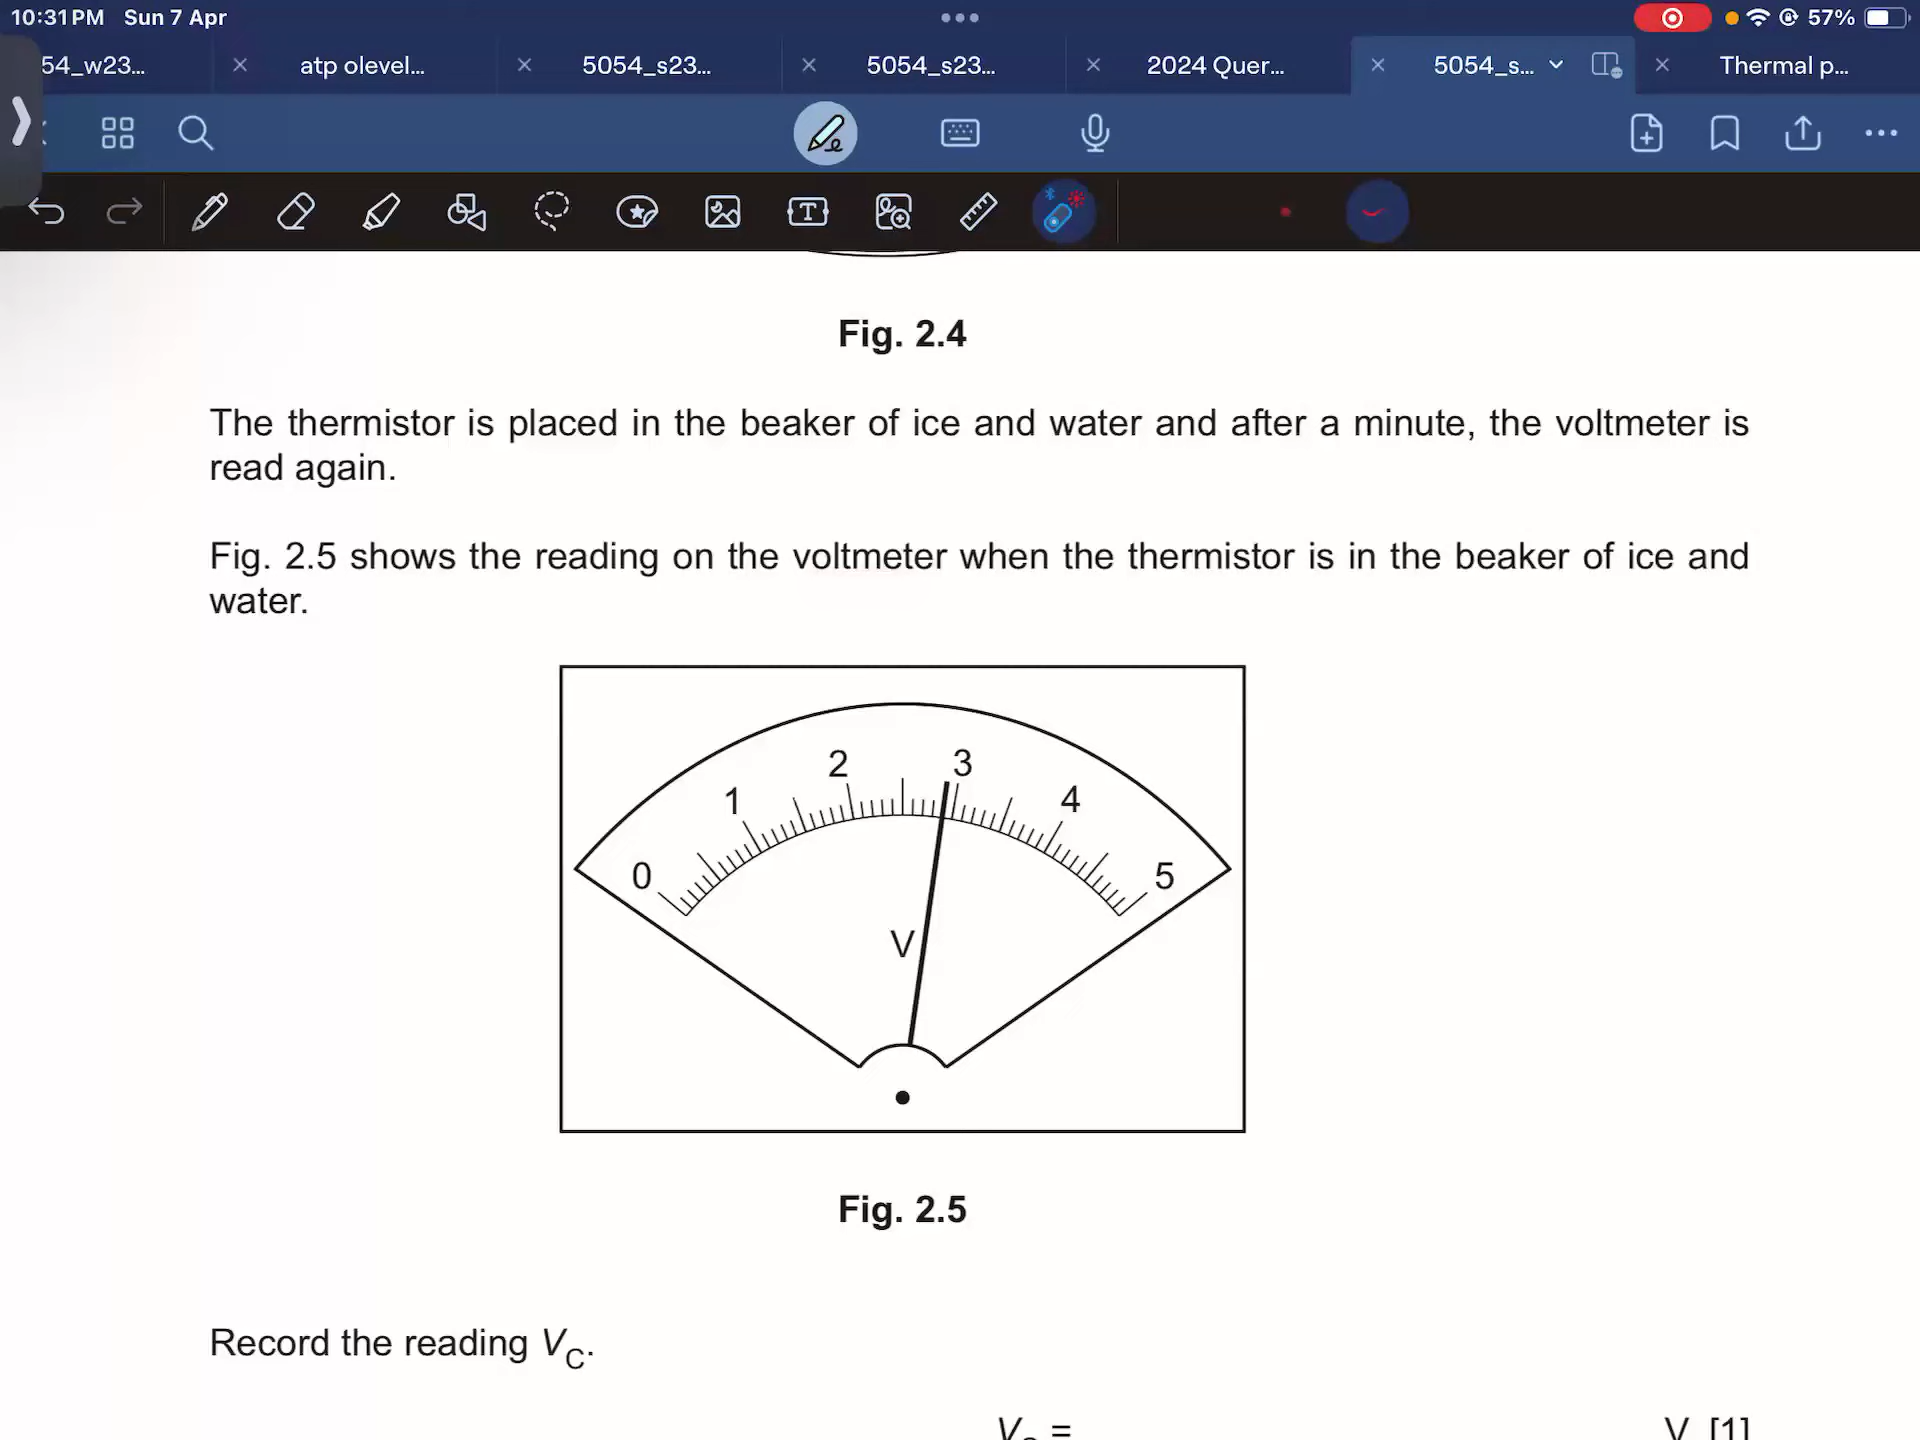 10:31 PM Sun 7 Apr
57%
54_w23...
atp olevel...
5054_s23...
5054_s23...
2024 Quer...
5054_s...
Thermal p...
Fig. 2.4
The thermistor is placed in the beaker of ice and water and after a minute, the voltmeter is
read again.
Fig. 2.5 shows the reading on the voltmeter when the thermistor is in the beaker of ice and
water.
0 1 2 3 4 5
V
Fig. 2.5
Record the reading VC.
V = V [1]